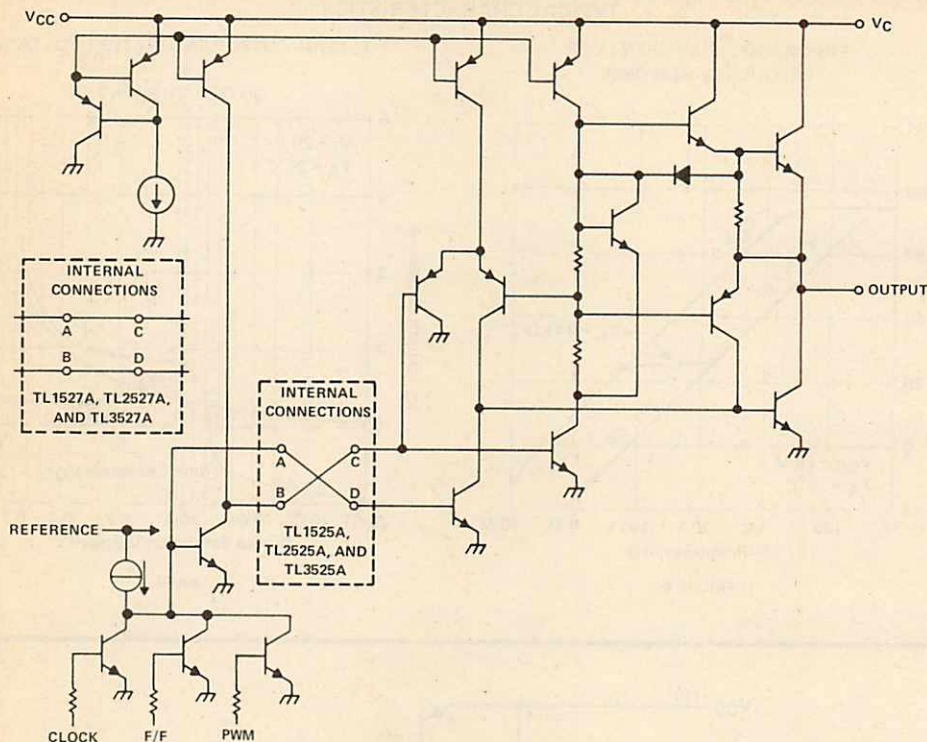 VCC
VC
INTERNAL
CONNECTIONS
A
C
B
D
TL1527A, TL2527A,
AND TL3527A
OUTPUT
INTERNAL
CONNECTIONS
A
C
B
D
TL1525A,
TL2525A, AND
TL3525A
REFERENCE
CLOCK
F/F
PWM